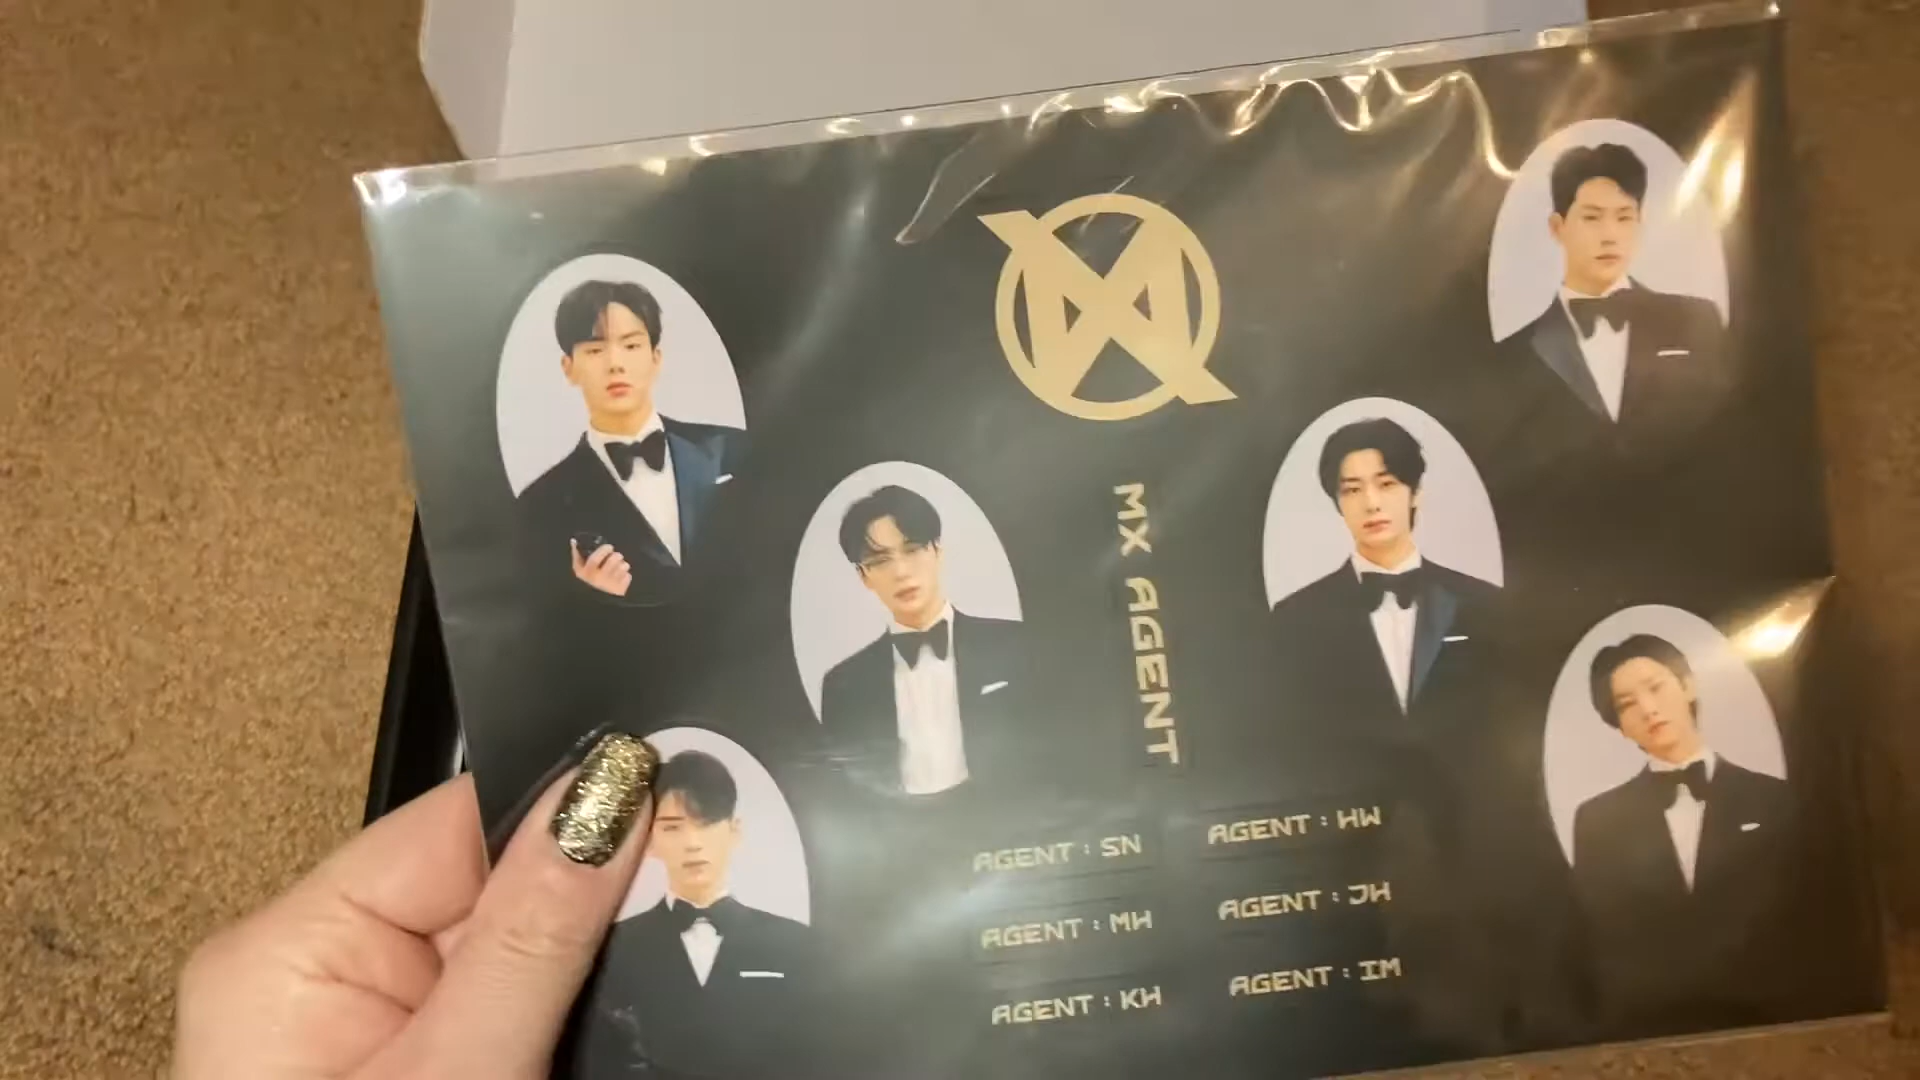 MX AGENT
AGENT : SN
AGENT : HW
AGENT : MH
AGENT : JH
AGENT : KH
AGENT : IM